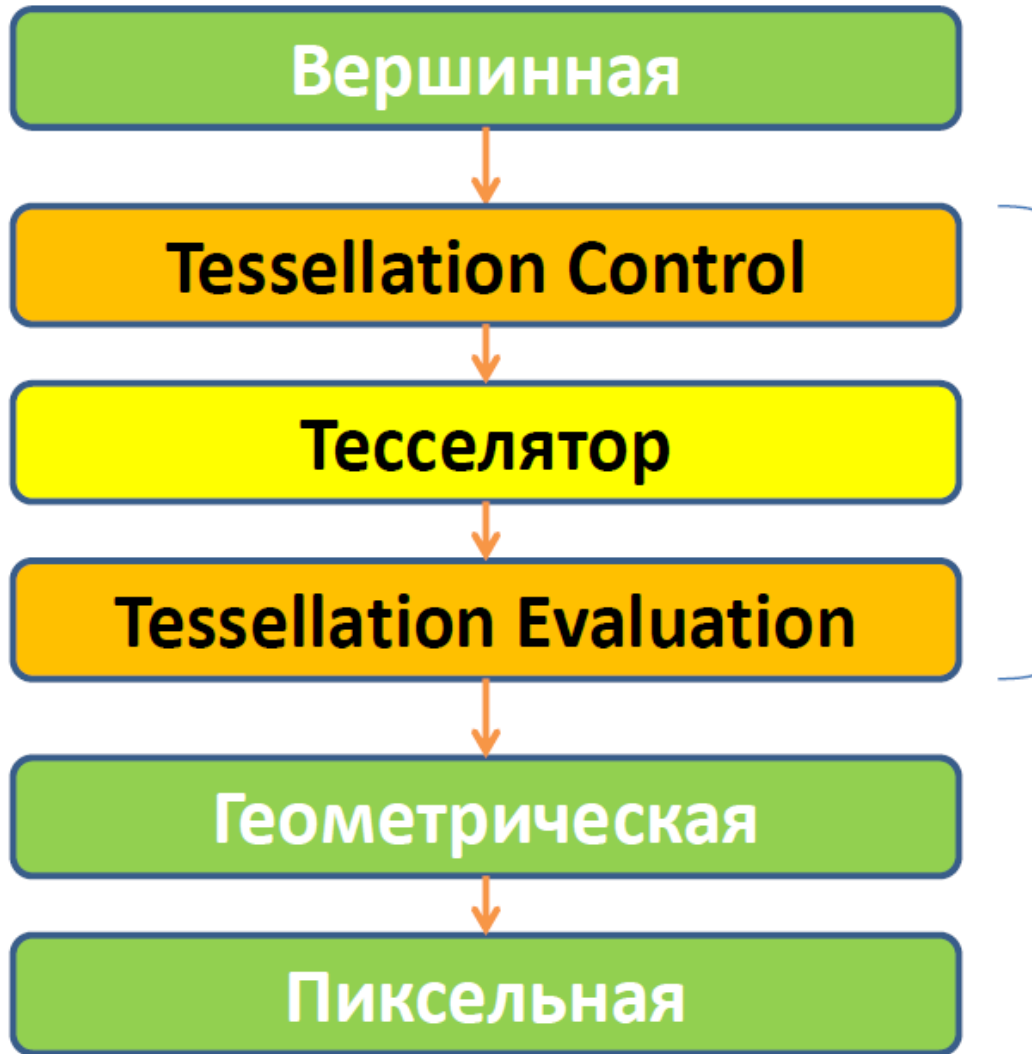 Вершинная
Tessellation Control
Тесселятор
Tessellation Evaluation
Геометрическая
Пиксельная